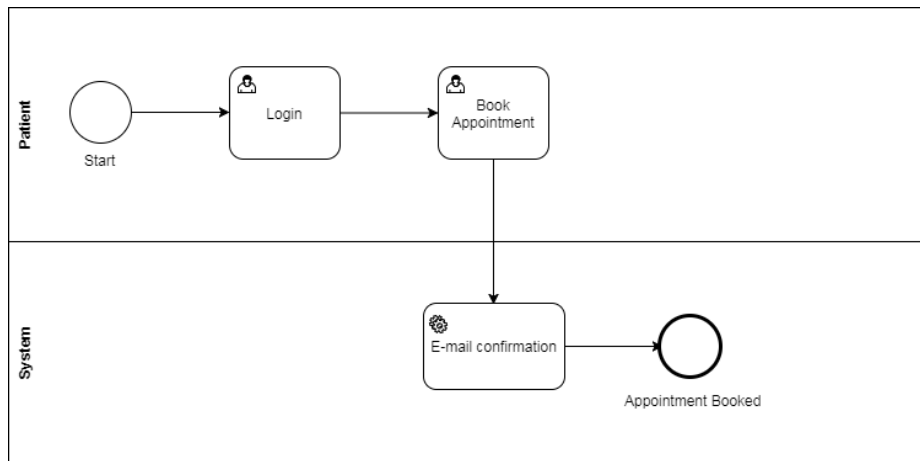 Patient
Start
Login
Book
Appointment
System
E-mail confirmation
Appointment Booked